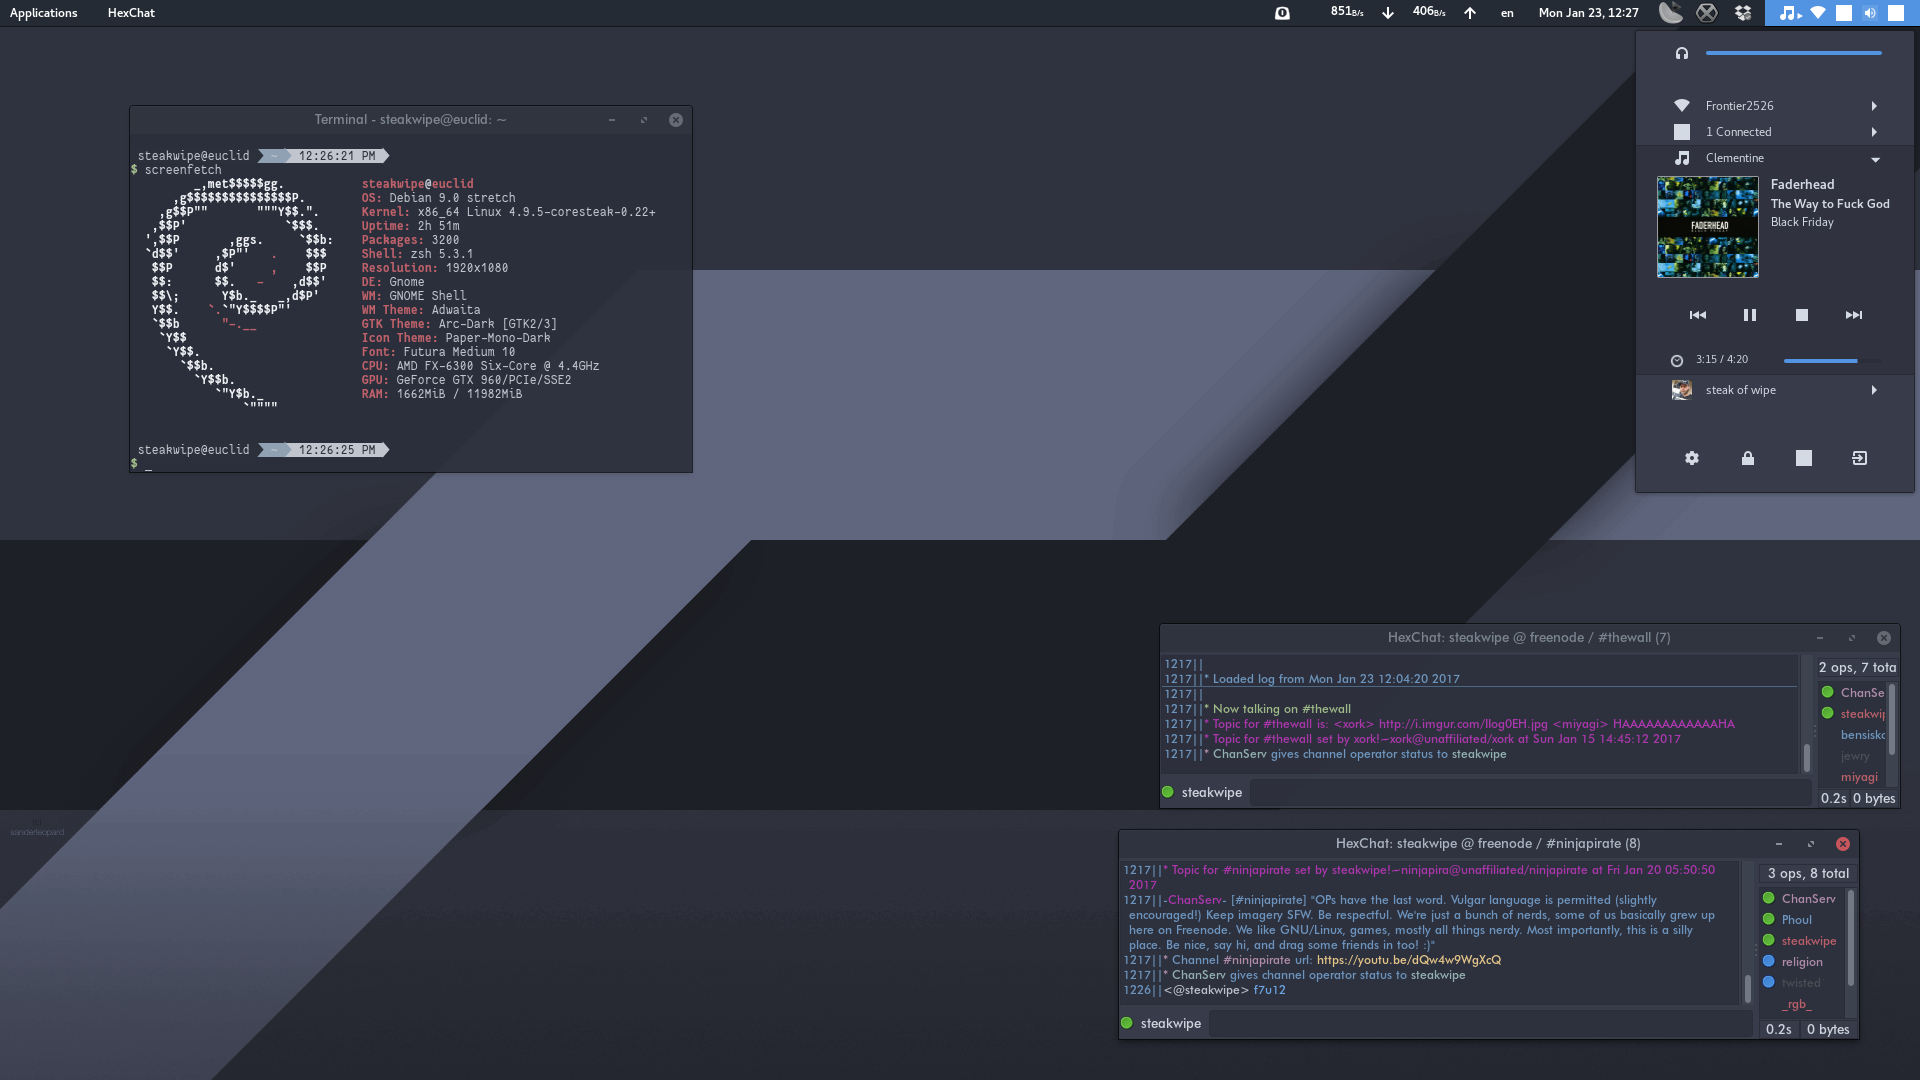 Applications HexChat 851B/s 406B/s en Mon Jan 23, 12:27
Terminal - steakwipe@euclid: ~
steakwipe@euclid ~ 12:26:21 PM
$ screenfetch
_,met$$$$$gg.
,g$$$$$$$$$$$$$$$P.
,g$$P"" """Y$$.".
,$$P' `$$$.
',$$P ,ggs. `$$b:
`d$$' ,$P"' . $$$
$$P d$' , $$P
$$: $$. - ,d$$'
$$\; Y$b._ _,d$P'
Y$$. `.`"Y$$$$P"'
`$$b "-.__
`Y$$
`Y$$.
`$$b.
`Y$$b.
`"Y$b._
`""""
steakwipe@euclid
OS: Debian 9.0 stretch
Kernel: x86_64 Linux 4.9.5-coresteak-0.22+
Uptime: 2h 51m
Packages: 3200
Shell: zsh 5.3.1
Resolution: 1920x1080
DE: Gnome
WM: GNOME Shell
WM Theme: Adwaita
GTK Theme: Arc-Dark [GTK2/3]
Icon Theme: Paper-Mono-Dark
Font: Futura Medium 10
CPU: AMD FX-6300 Six-Core @ 4.4GHz
GPU: GeForce GTX 960/PCIe/SSE2
RAM: 1662MiB / 11982MiB
steakwipe@euclid ~ 12:26:25 PM
$ _
Frontier2526
1 Connected
Clementine
FADERHEAD
BLACK FRIDAY
Faderhead
The Way to Fuck God
Black Friday
3:15 / 4:20
steak of wipe
sanderleopard
HexChat: steakwipe @ freenode / #thewall (7)
1217||
1217||* Loaded log from Mon Jan 23 12:04:20 2017
1217||
1217||* Now talking on #thewall
1217||* Topic for #thewall is: <xork> http://i.imgur.com/Ilog0EH.jpg <miyagi> HAAAAAAAAAAAAHA
1217||* Topic for #thewall set by xork!~xork@unaffiliated/xork at Sun Jan 15 14:45:12 2017
1217||* ChanServ gives channel operator status to steakwipe
steakwipe
2 ops, 7 tota
ChanSe
steakwip
bensisko
jewry
miyagi
0.2s 0 bytes
HexChat: steakwipe @ freenode / #ninjapirate (8)
1217||* Topic for #ninjapirate set by steakwipe!~ninjapira@unaffiliated/ninjapirate at Fri Jan 20 05:50:50
2017
1217||-ChanServ- [#ninjapirate] "OPs have the last word. Vulgar language is permitted (slightly
encouraged!) Keep imagery SFW. Be respectful. We're just a bunch of nerds, some of us basically grew up
here on Freenode. We like GNU/Linux, games, mostly all things nerdy. Most importantly, this is a silly
place. Be nice, say hi, and drag some friends in too! :)"
1217||* Channel #ninjapirate url: https://youtu.be/dQw4w9WgXcQ
1217||* ChanServ gives channel operator status to steakwipe
1226||<@steakwipe> f7u12
steakwipe
3 ops, 8 total
ChanServ
Phoul
steakwipe
religion
twisted
_rgb_
0.2s 0 bytes